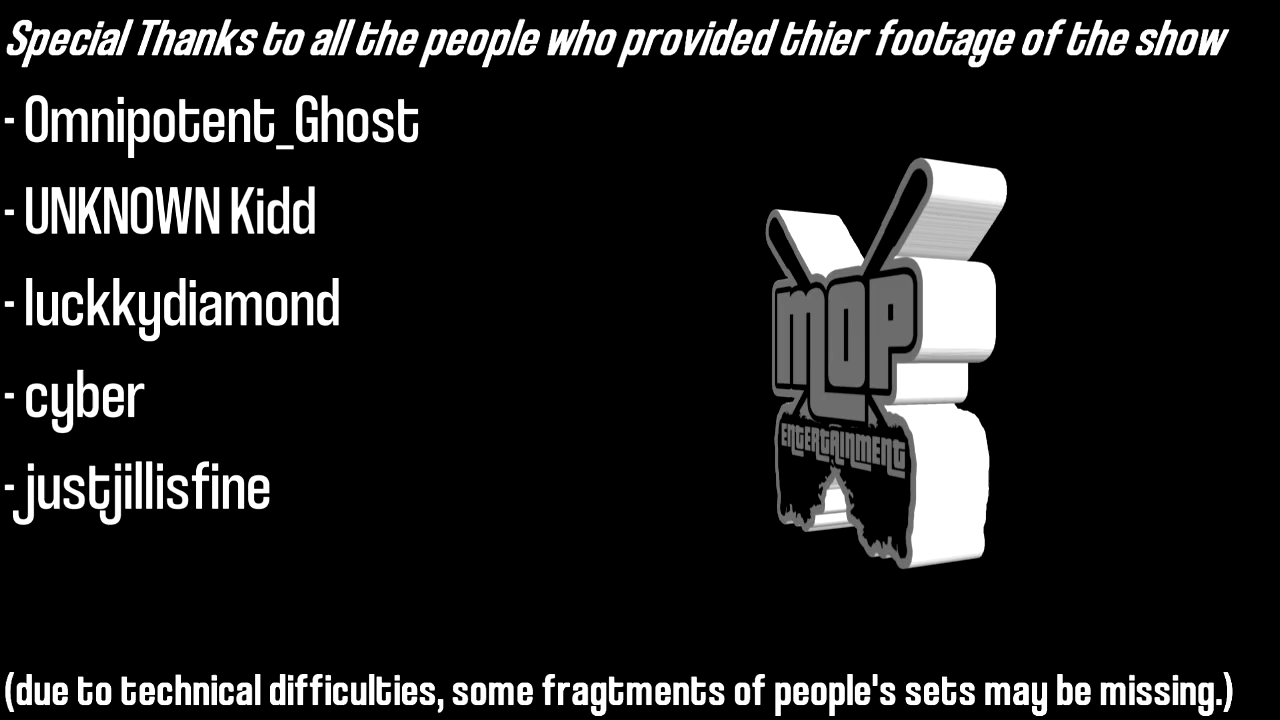 Special Thanks to all the people who provided thier footage of the show
- Omnipotent_Ghost
- UNKNOWN Kidd
- luckkydiamond
- cyber
- justjillisfine
MOP
ENTERTAINMENT
(due to technical difficulties, some fragtments of people's sets may be missing.)